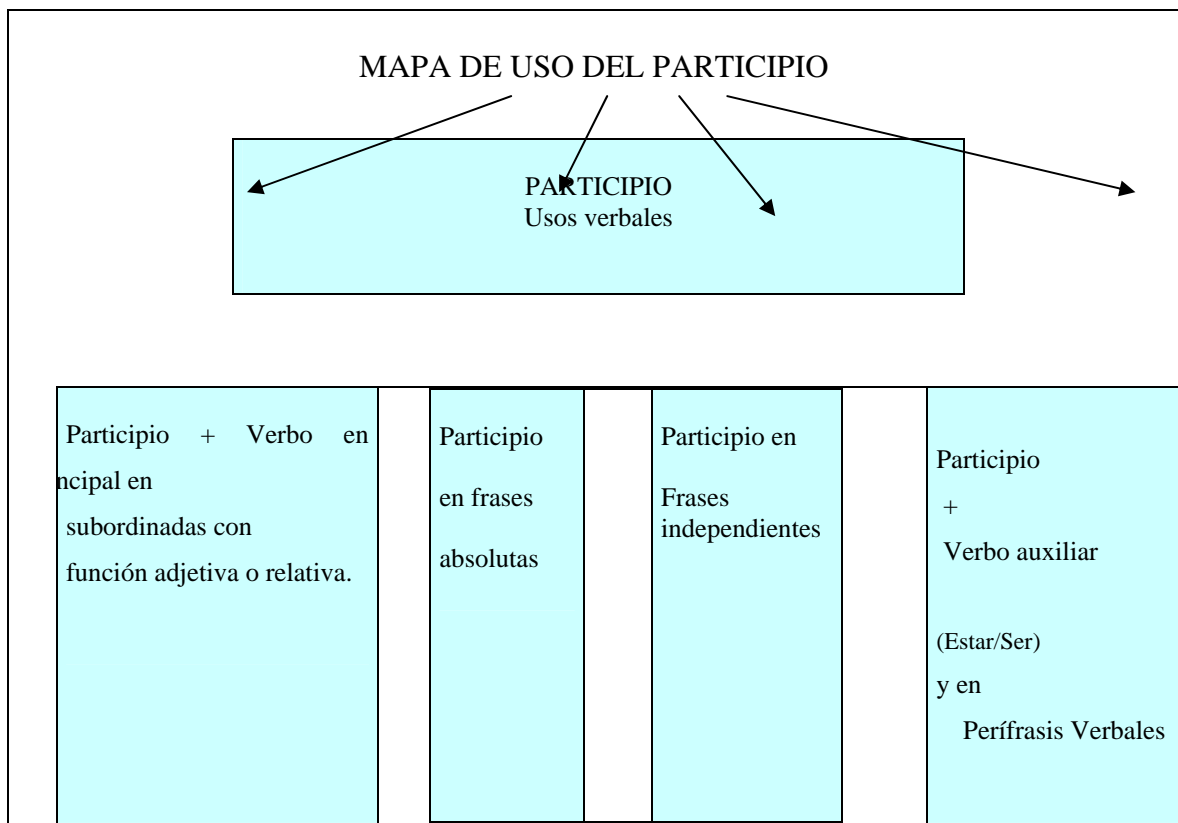 MAPA DE USO DEL PARTICIPIO
PARTICIPIO
Usos verbales
Participio + Verbo en
ncipal en
subordinadas con
función adjetiva o relativa.
Participio
en frases
absolutas
Participio en
Frases
independientes
Participio
+
Verbo auxiliar
(Estar/Ser)
y en
Perífrasis Verbales